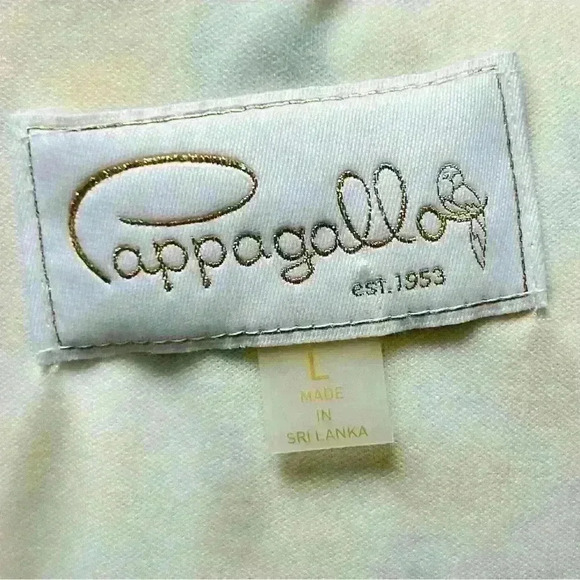 Pappagallo
est. 1953
L
MADE
IN
SRI LANKA